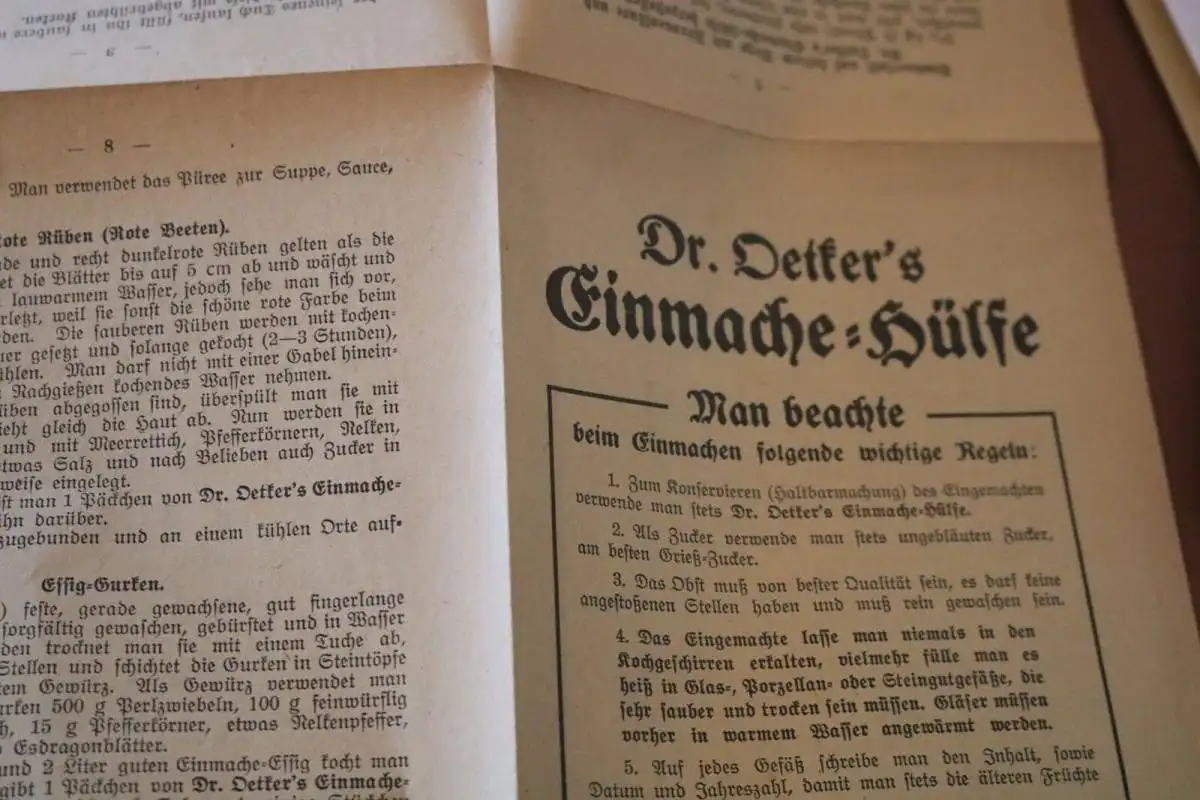 — 8 —
Man verwendet das Püree zur Suppe, Sauce,
Rote Rüben (Rote Beeten).
und recht dunkelrote Rüben gelten als die
die Blätter bis auf 5 cm ab und wäscht und
lauwarmem Wasser, jedoch sehe man sich vor,
weil sie sonst die schöne rote Farbe beim
Die sauberen Rüben werden mit kochen-
gesetzt und solange gekocht (2—3 Stunden),
Man darf nicht mit einer Gabel hinein-
Nachgießen kochendes Wasser nehmen.
abgegossen sind, überspült man sie mit
gleich die Haut ab. Nun werden sie in
und mit Meerrettich, Pfefferkörnern, Nelken,
etwas Salz und nach Belieben auch Zucker in
weise eingelegt.
man 1 Päckchen von Dr. Oetker's Einmache-
ihn darüber.
zugebunden und an einem kühlen Orte auf-
Essig-Gurken.
feste, gerade gewachsene, gut fingerlange
sorgfältig gewaschen, gebürstet und in Wasser
trocknet man sie mit einem Tuche ab,
Stellen und schichtet die Gurken in Steintöpfe
Gewürz. Als Gewürz verwendet man
500 g Perlzwiebeln, 100 g feinwürflig
15 g Pfefferkörner, etwas Nelkenpfeffer,
Esdragonblätter.
und 2 Liter guten Einmache-Essig kocht man
gibt 1 Päckchen von Dr. Oetker's Einmache-
Dr. Oetker's
Einmache-Hülfe
Man beachte
beim Einmachen folgende wichtige Regeln:
1. Zum Konservieren (Haltbarmachung) des Eingemachten
verwende man stets Dr. Oetker's Einmache-Hülfe.
2. Als Zucker verwende man stets ungebläuten Zucker,
am besten Grieß-Zucker.
3. Das Obst muß von bester Qualität sein, es darf keine
angestoßenen Stellen haben und muß rein gewaschen sein.
4. Das Eingemachte lasse man niemals in den
Kochgeschirren erkalten, vielmehr fülle man es
heiß in Glas-, Porzellan- oder Steingutgefäße, die
sehr sauber und trocken sein müssen. Gläser müssen
vorher in warmem Wasser angewärmt werden.
5. Auf jedes Gefäß schreibe man den Inhalt, sowie
Datum und Jahreszahl, damit man stets die älteren Früchte